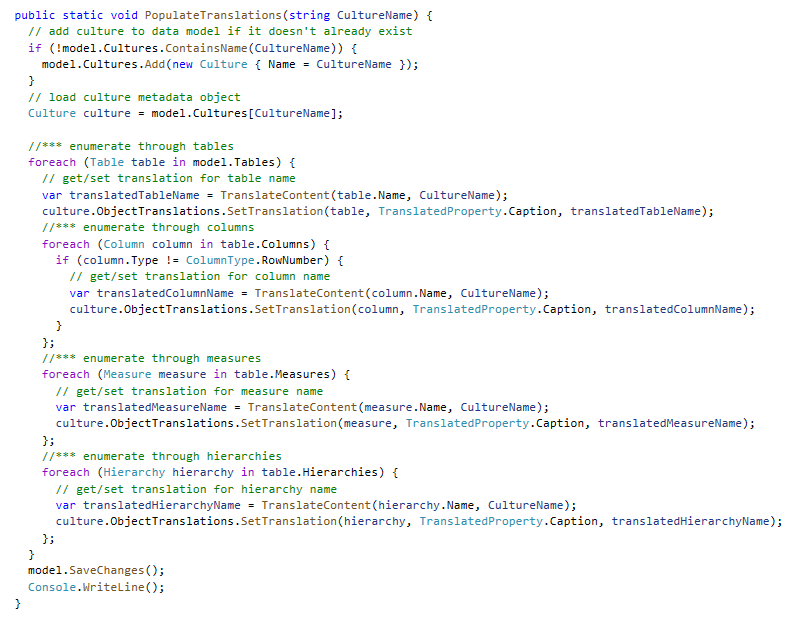 public static void PopulateTranslations(string CultureName) {
  // add culture to data model if it doesn't already exist
  if (!model.Cultures.ContainsName(CultureName)) {
    model.Cultures.Add(new Culture { Name = CultureName });
  }
  // load culture metadata object
  Culture culture = model.Cultures[CultureName];

  //*** enumerate through tables
  foreach (Table table in model.Tables) {
    // get/set translation for table name
    var translatedTableName = TranslateContent(table.Name, CultureName);
    culture.ObjectTranslations.SetTranslation(table, TranslatedProperty.Caption, translatedTableName);
    //*** enumerate through columns
    foreach (Column column in table.Columns) {
      if (column.Type != ColumnType.RowNumber) {
        // get/set translation for column name
        var translatedColumnName = TranslateContent(column.Name, CultureName);
        culture.ObjectTranslations.SetTranslation(column, TranslatedProperty.Caption, translatedColumnName);
      }
    };
    //*** enumerate through measures
    foreach (Measure measure in table.Measures) {
      // get/set translation for measure name
      var translatedMeasureName = TranslateContent(measure.Name, CultureName);
      culture.ObjectTranslations.SetTranslation(measure, TranslatedProperty.Caption, translatedMeasureName);
    };
    //*** enumerate through hierarchies
    foreach (Hierarchy hierarchy in table.Hierarchies) {
      // get/set translation for hierarchy name
      var translatedHierarchyName = TranslateContent(hierarchy.Name, CultureName);
      culture.ObjectTranslations.SetTranslation(hierarchy, TranslatedProperty.Caption, translatedHierarchyName);
    };
  }
  model.SaveChanges();
  Console.WriteLine();
}